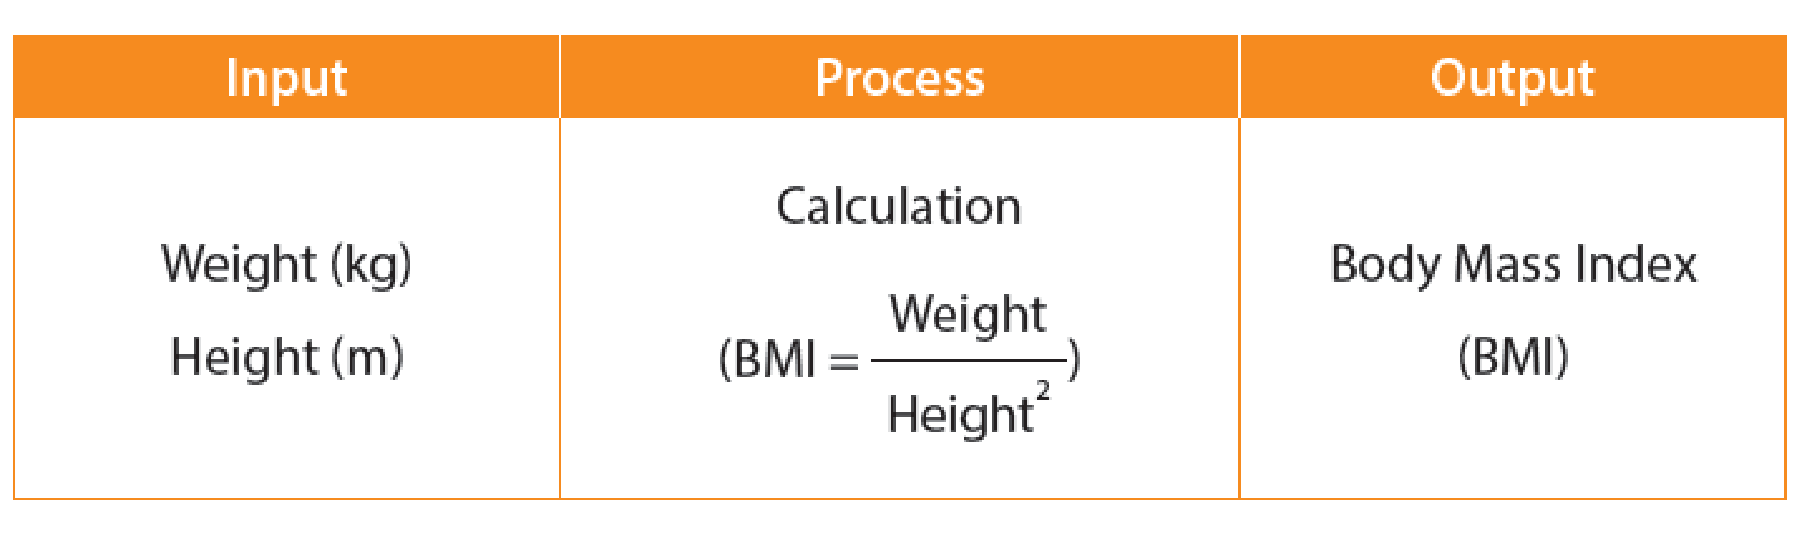 Input
Process
Output
Weight (kg)
Height (m)
Calculation
(BMI = Weight / Height²)
Body Mass Index
(BMI)